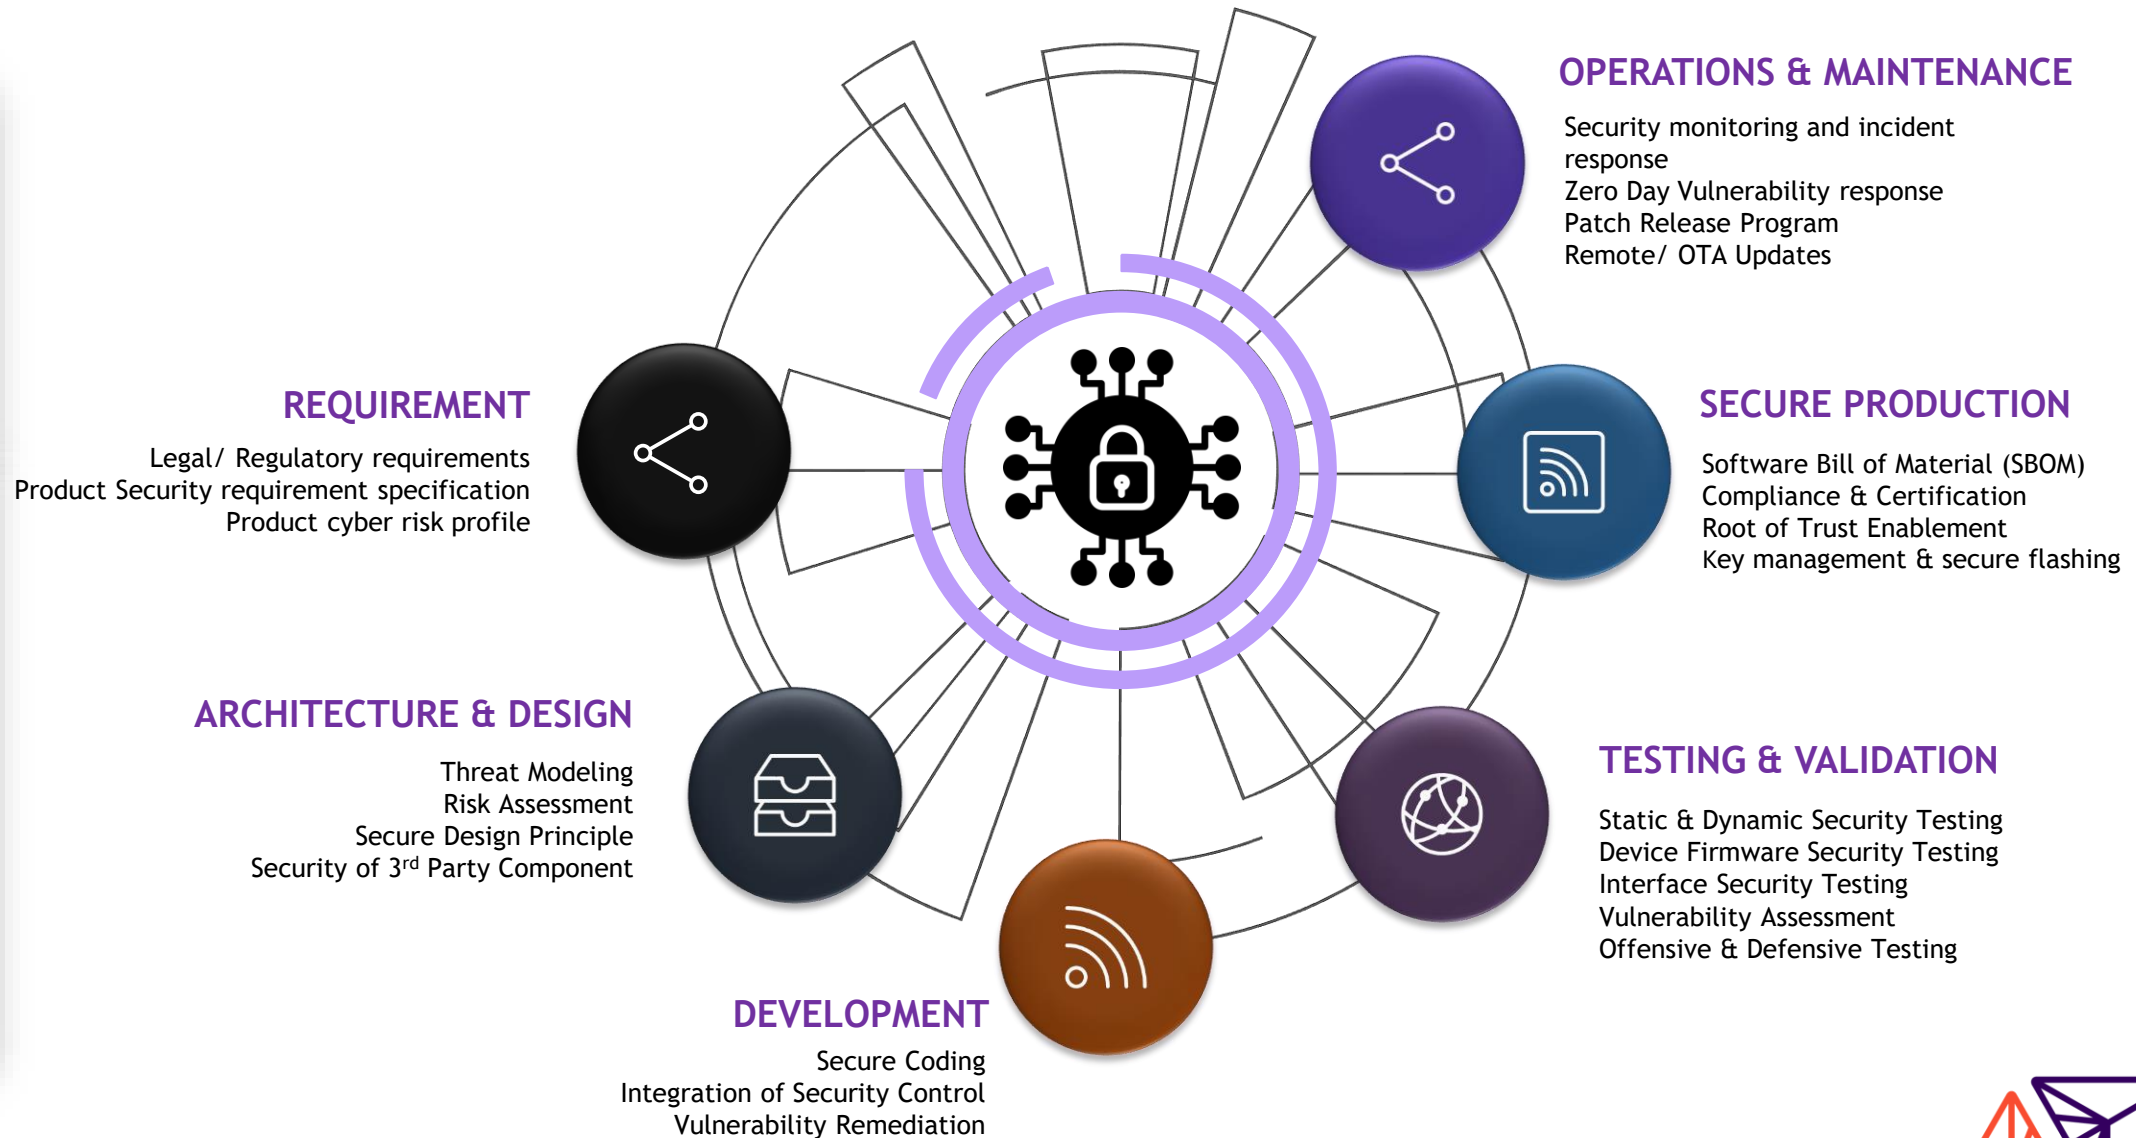 OPERATIONS & MAINTENANCE
Security monitoring and incident
response
Zero Day Vulnerability response
Patch Release Program
Remote/ OTA Updates
REQUIREMENT
Legal/ Regulatory requirements
Product Security requirement specification
Product cyber risk profile
SECURE PRODUCTION
Software Bill of Material (SBOM)
Compliance & Certification
Root of Trust Enablement
Key management & secure flashing
ARCHITECTURE & DESIGN
Threat Modeling
Risk Assessment
Secure Design Principle
Security of 3rd Party Component
TESTING & VALIDATION
Static & Dynamic Security Testing
Device Firmware Security Testing
Interface Security Testing
Vulnerability Assessment
Offensive & Defensive Testing
DEVELOPMENT
Secure Coding
Integration of Security Control
Vulnerability Remediation